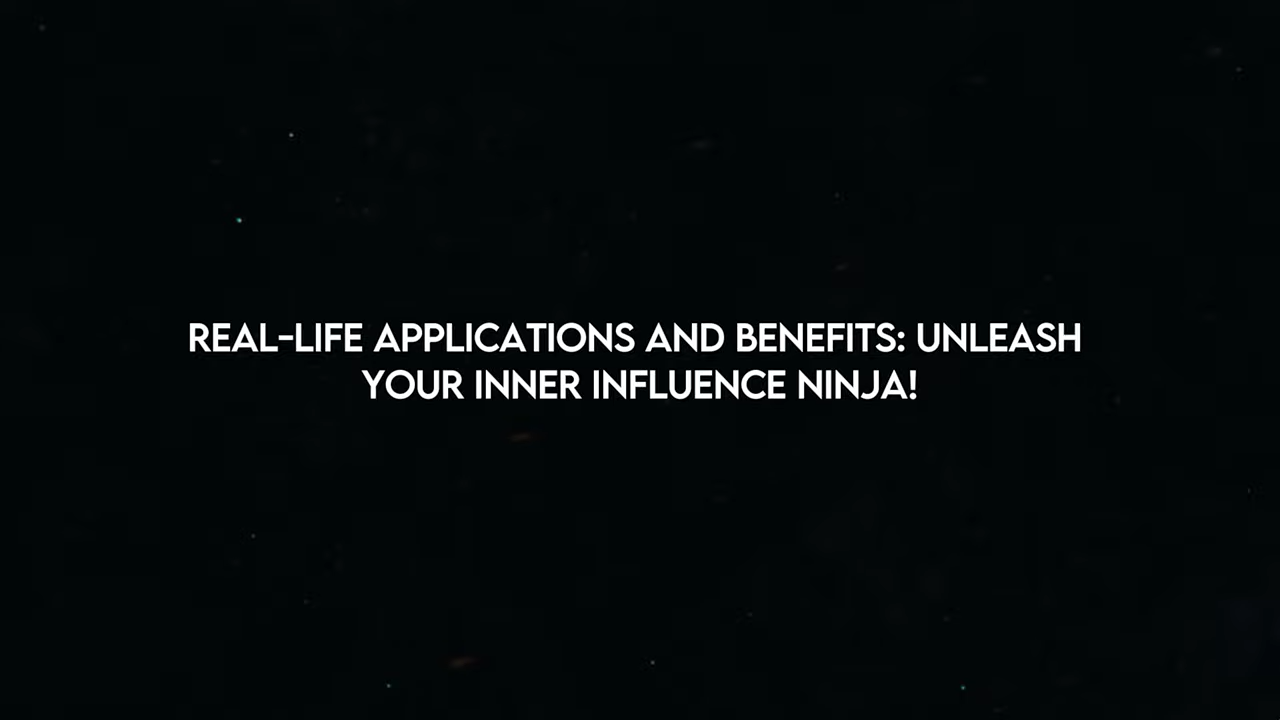 REAL-LIFE APPLICATIONS AND BENEFITS: UNLEASH
YOUR INNER INFLUENCE NINJA!